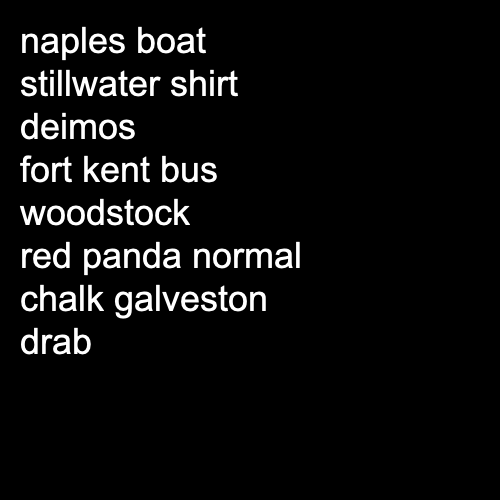 naples boat
stillwater shirt
deimos
fort kent bus
woodstock
red panda normal
chalk galveston
drab